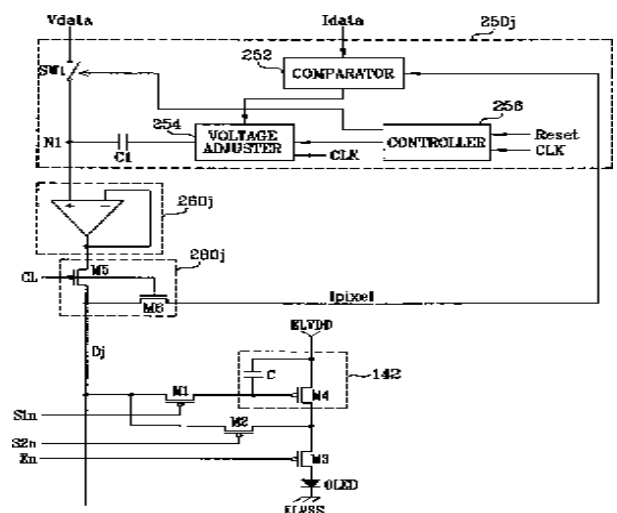 Vdata
Idata
250j
252
COMPARATOR
SW1
254
256
N1
C1
VOLTAGE
ADJUSTER
CONTROLLER
Reset
CLK
CLK
260j
280j
CL
M5
M6
Ipixel
ELVDD
Dj
C
142
M1
M4
S1n
M2
S2n
En
M3
OLED
ELVSS